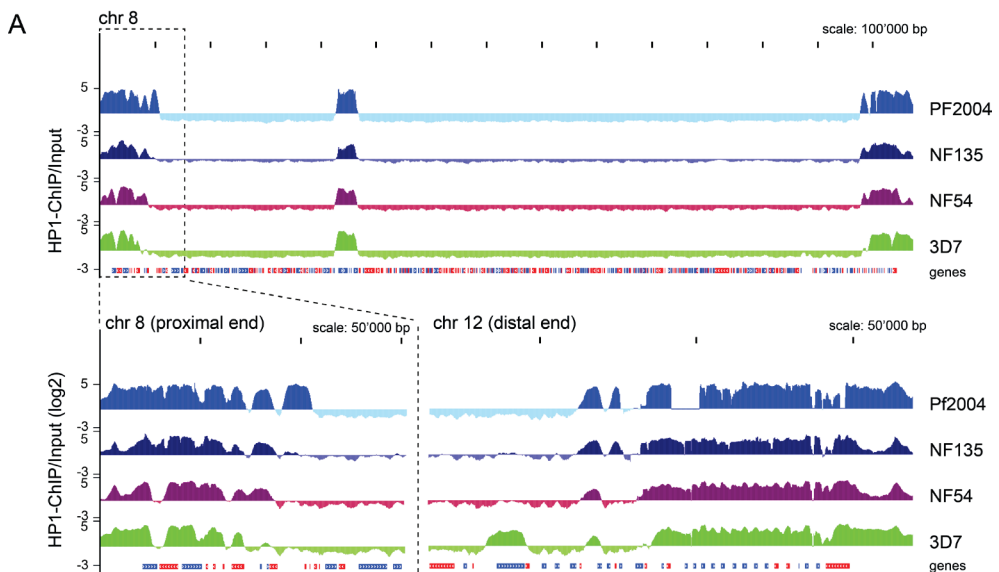 A
chr 8
scale: 100'000 bp
HP1-ChIP/Input
5
-3
PF2004
5
-3
NF135
5
-3
NF54
5
-3
3D7
genes
chr 8 (proximal end)
scale: 50'000 bp
chr 12 (distal end)
scale: 50'000 bp
HP1-ChIP/Input (log2)
5
-3
Pf2004
5
-3
NF135
5
-3
NF54
5
-3
3D7
genes